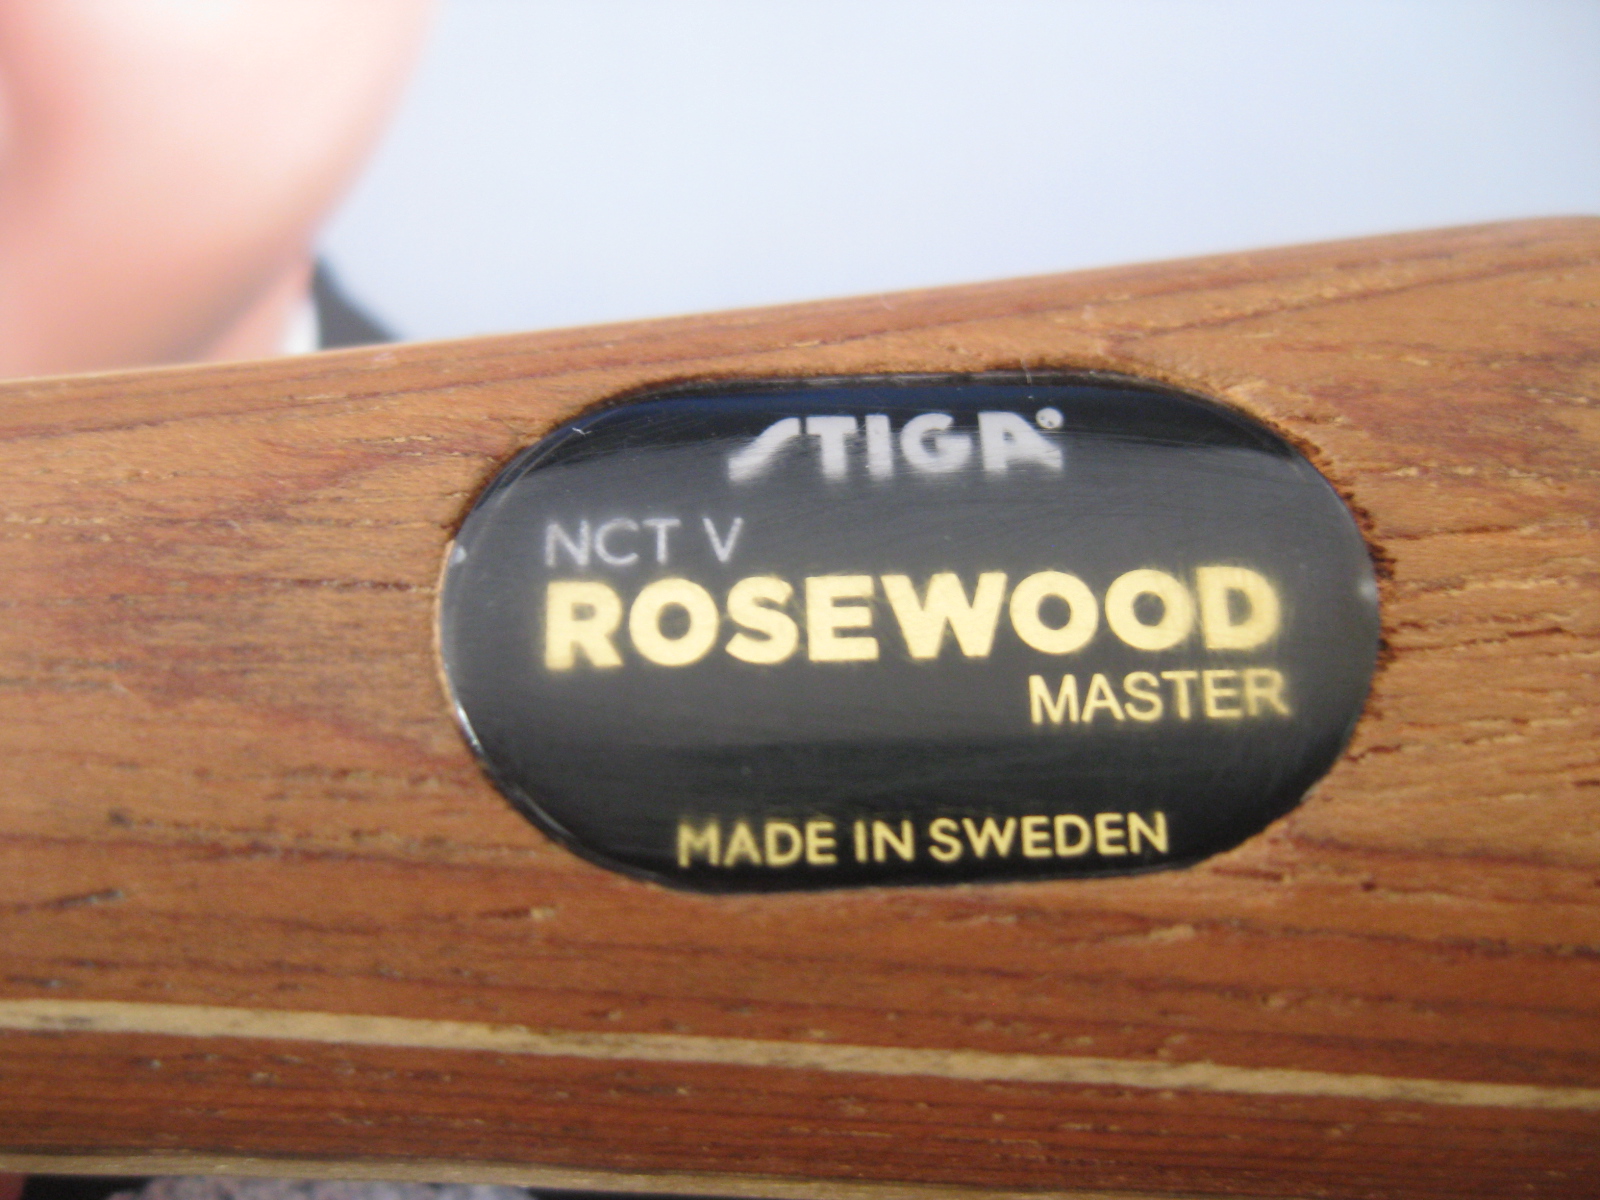 STIGA®
NCT V
ROSEWOOD
MASTER
MADE IN SWEDEN